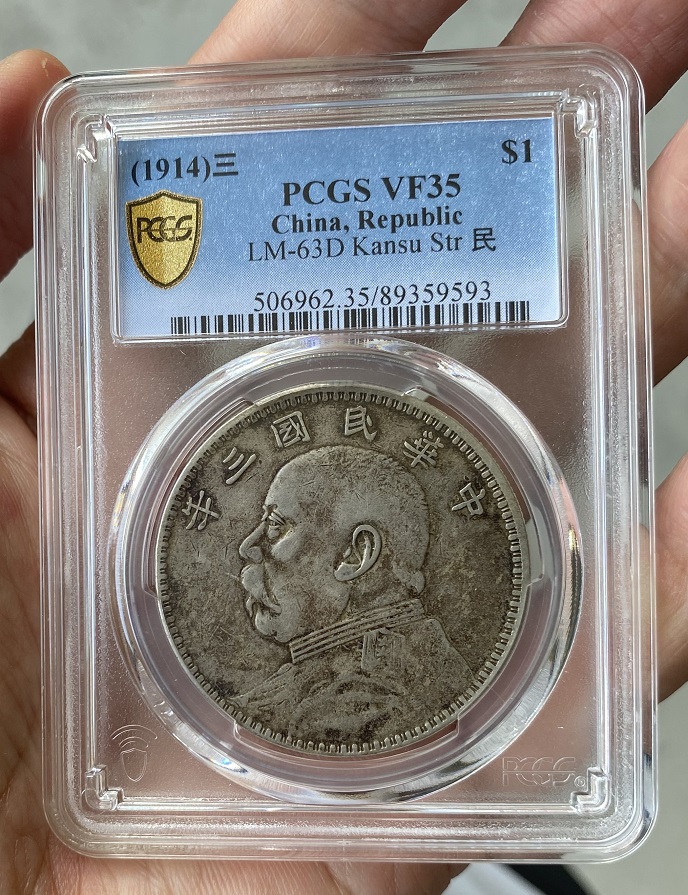 (1914)三 $1
PCGS VF35
China, Republic
LM-63D Kansu Str 民
506962.35/89359593
PCGS
年三國民華中
PCGS